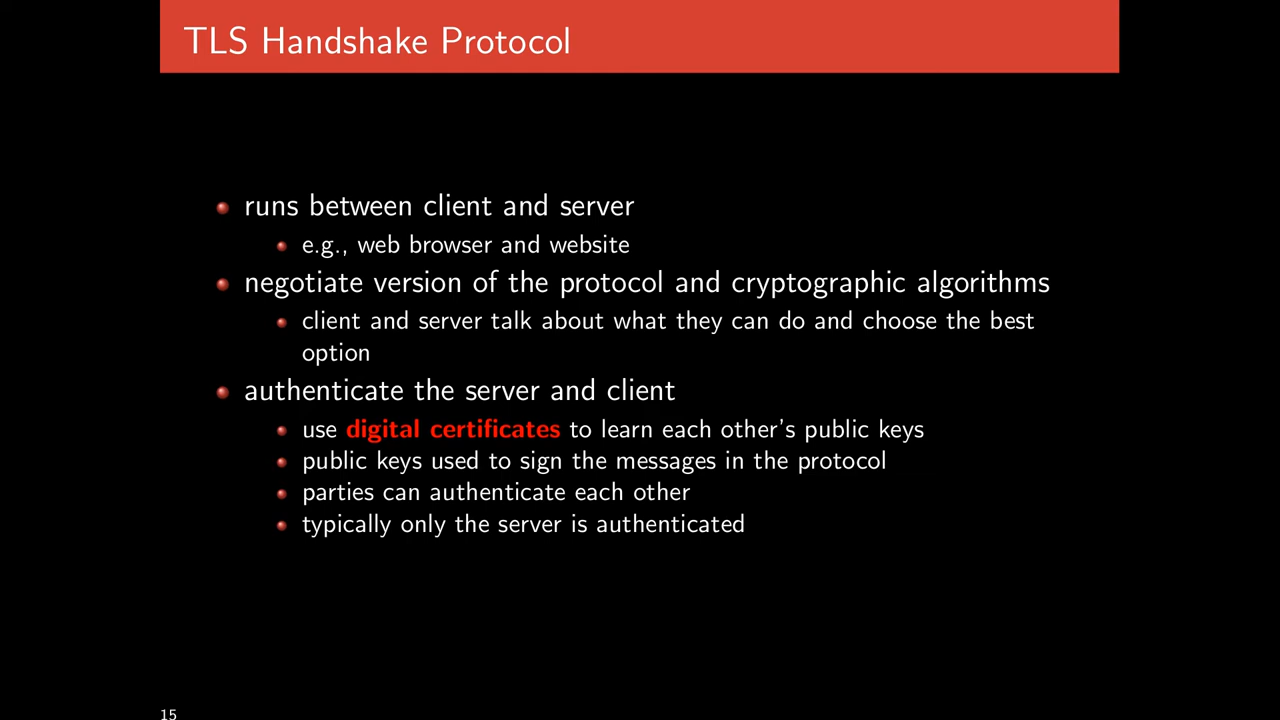 TLS Handshake Protocol
runs between client and server
e.g., web browser and website
negotiate version of the protocol and cryptographic algorithms
client and server talk about what they can do and choose the best
option
authenticate the server and client
use digital certificates to learn each other's public keys
public keys used to sign the messages in the protocol
parties can authenticate each other
typically only the server is authenticated
15